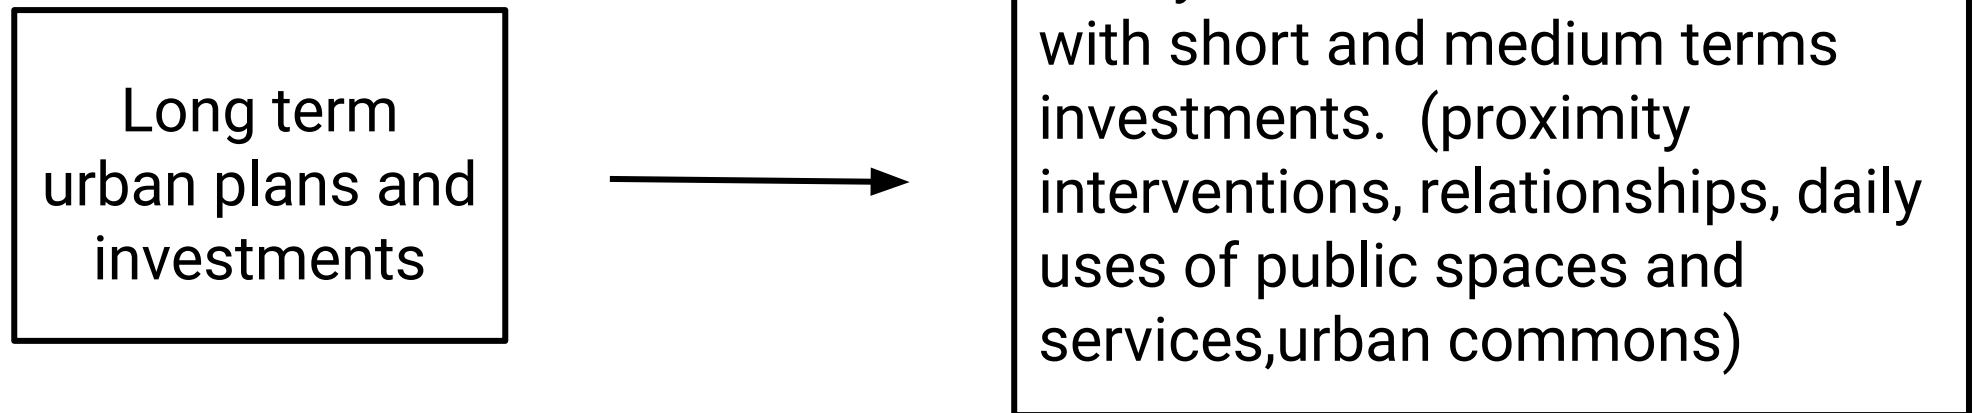 Long term
urban plans and
investments
with short and medium terms
investments.  (proximity
interventions, relationships, daily
uses of public spaces and
services,urban commons)